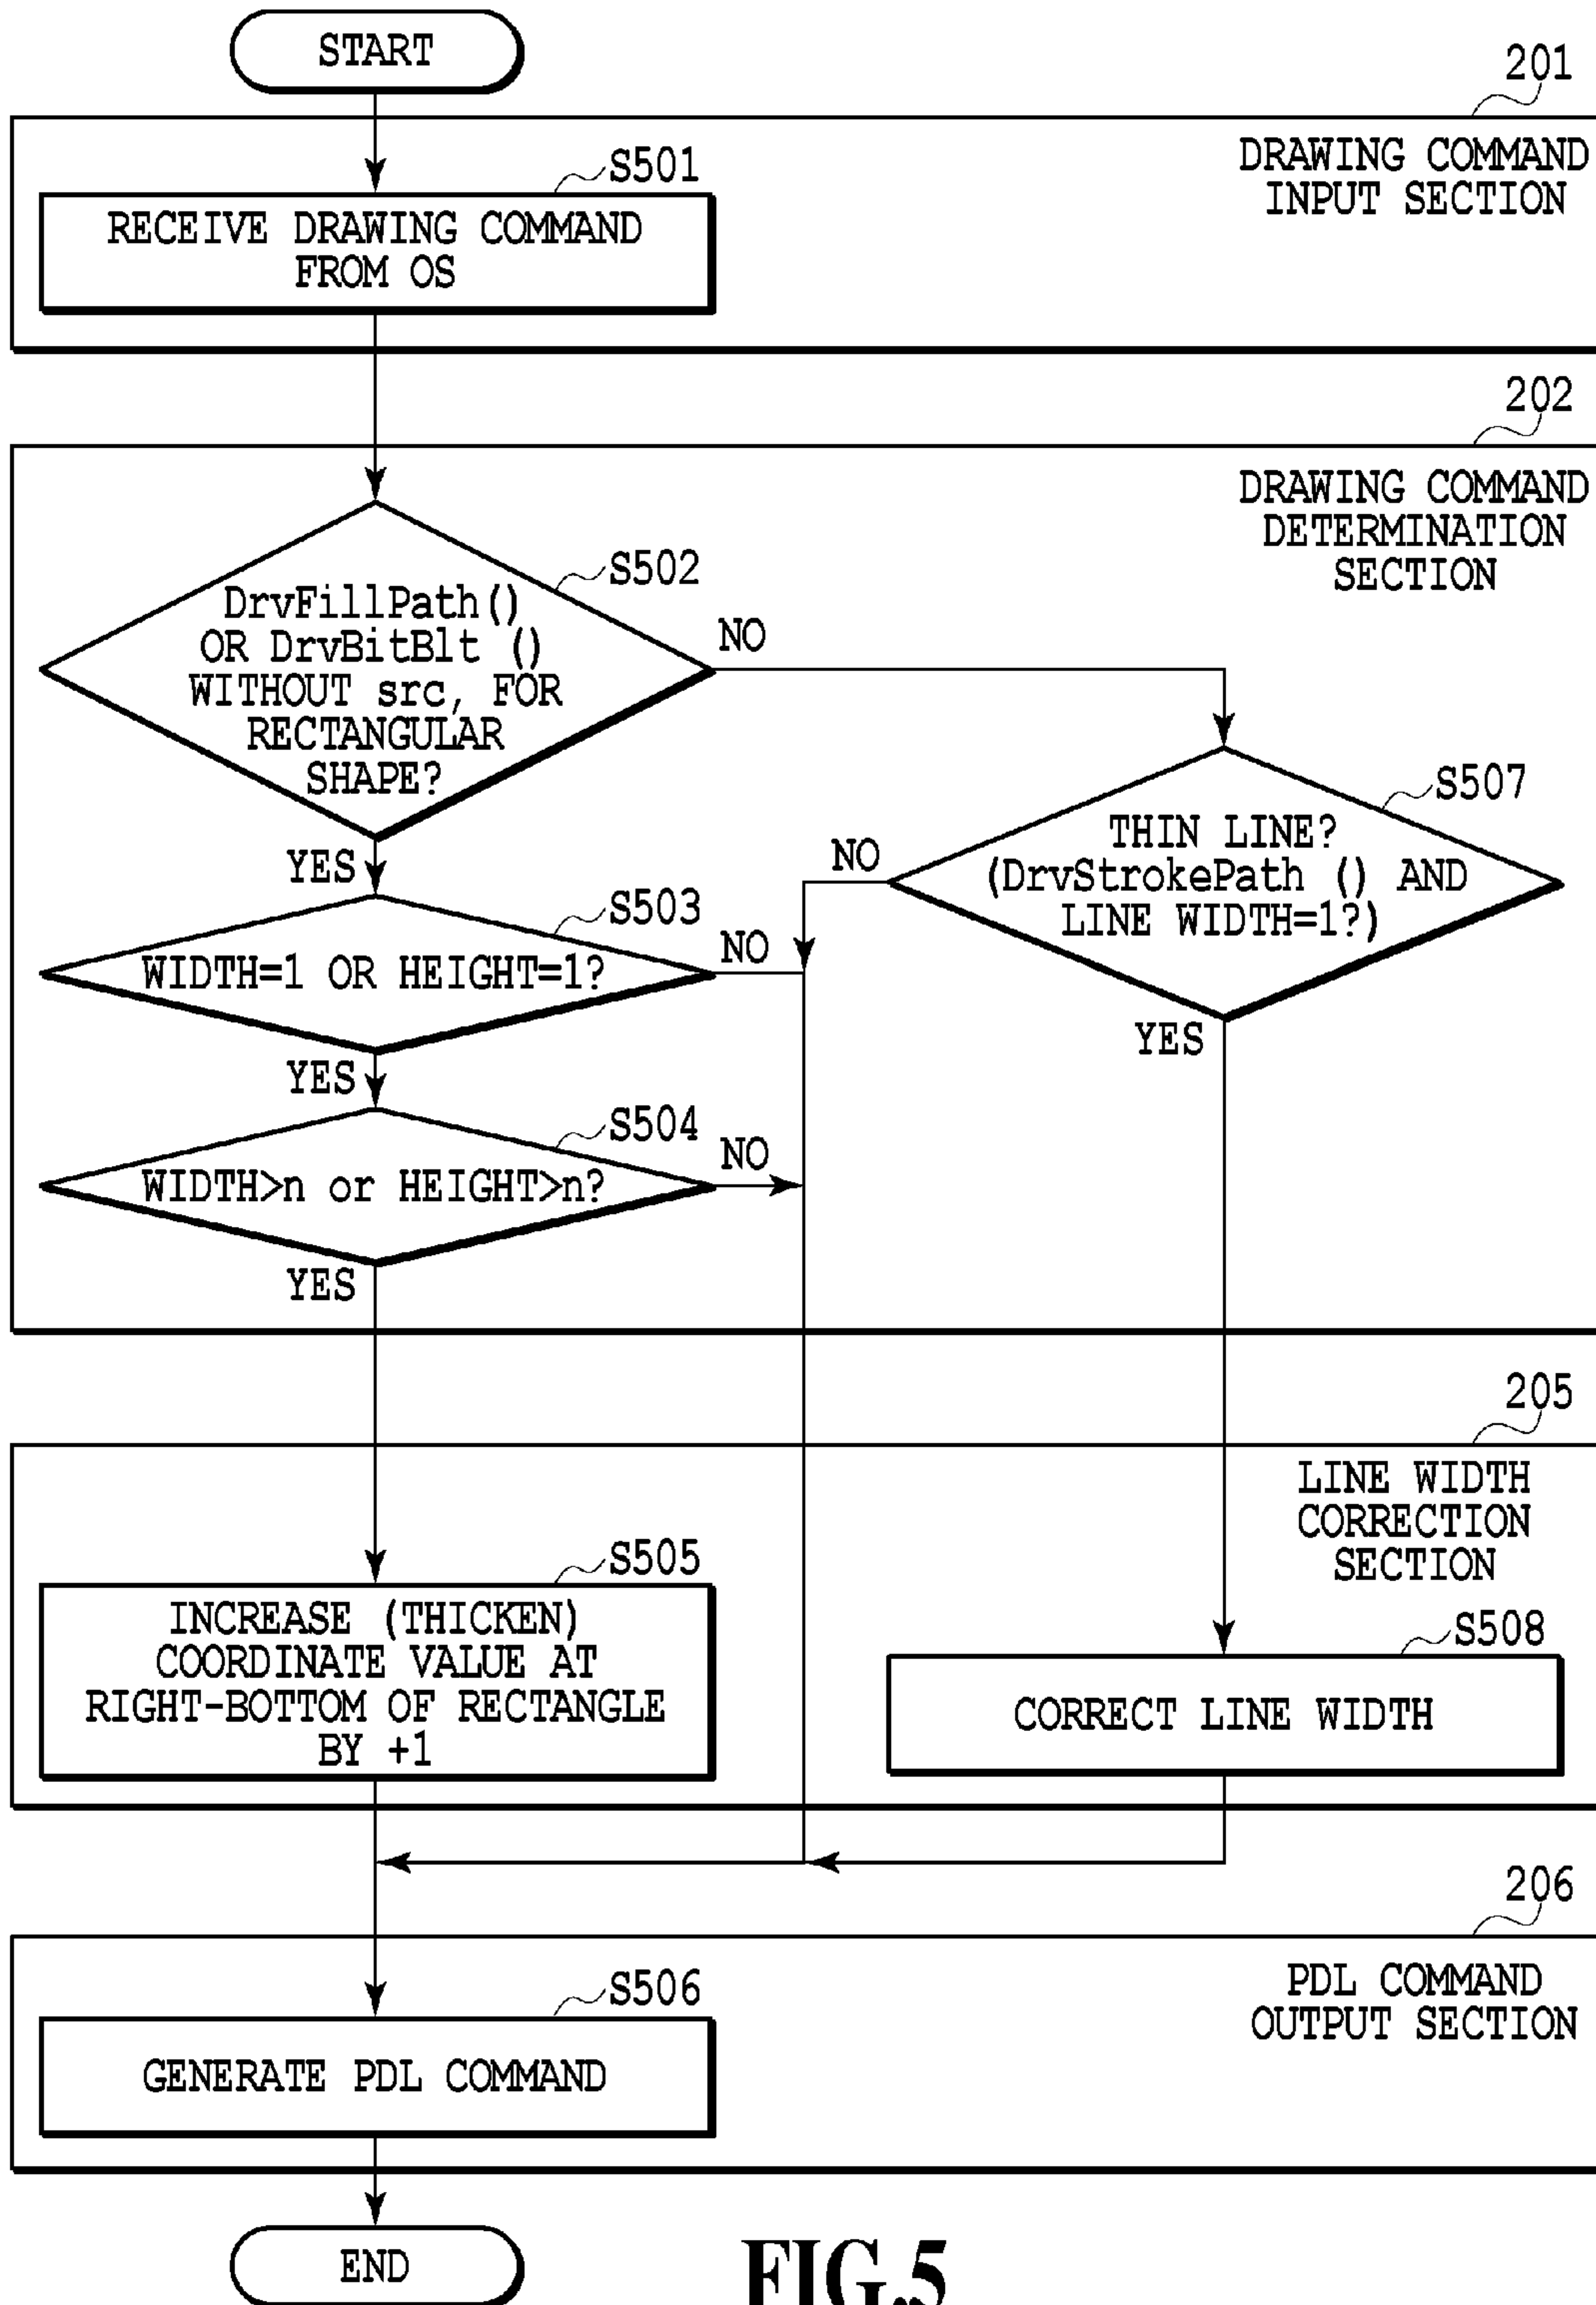 START
201
DRAWING COMMAND
INPUT SECTION
S501
RECEIVE DRAWING COMMAND
FROM OS
202
DRAWING COMMAND
DETERMINATION
SECTION
S502
DrvFillPath()
OR DrvBitBlt ()
WITHOUT src, FOR
RECTANGULAR
SHAPE?
NO
YES
S507
THIN LINE?
(DrvStrokePath () AND
LINE WIDTH=1?)
NO
YES
S503
WIDTH=1 OR HEIGHT=1?
NO
YES
S504
WIDTH>n or HEIGHT>n?
NO
YES
205
LINE WIDTH
CORRECTION
SECTION
S505
INCREASE (THICKEN)
COORDINATE VALUE AT
RIGHT-BOTTOM OF RECTANGLE
BY +1
S508
CORRECT LINE WIDTH
206
PDL COMMAND
OUTPUT SECTION
S506
GENERATE PDL COMMAND
END
FIG.5